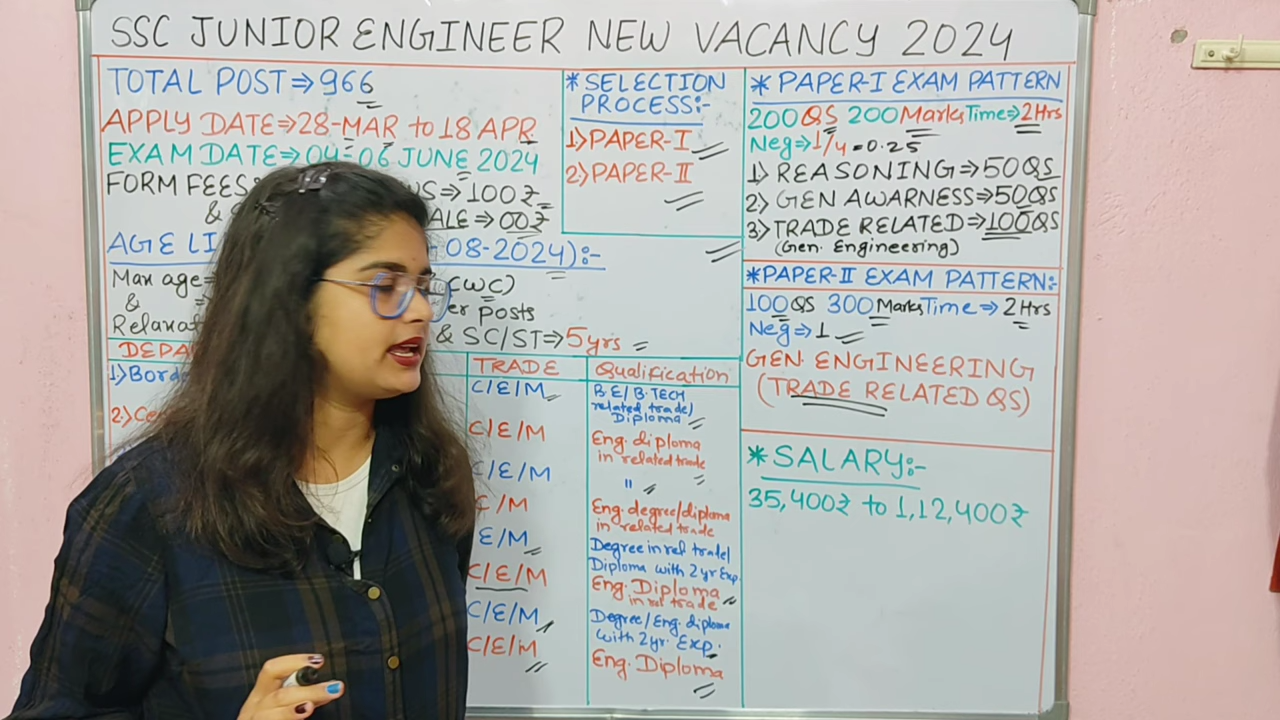 SSC JUNIOR ENGINEER NEW VACANCY 2024
TOTAL POST⇒966
APPLY DATE⇒28-MAR to 18 APR
EXAM DATE⇒04-06 JUNE 2024
FORM FEES
⇒100₹
&
ALE⇒00₹
AGE LI
-08-2024):-
Max age=
(CWC)
&
posts
Relaxat
& SC/ST⇒5yrs
DEPA
TRADE
Qualification
1⟩Bord
C/E/M
B.E/B.TECH
related trade/
Diploma
2⟩Ce
C/E/M
Eng. diploma
in related trade
C/E/M
"
C/M
Eng. degree/diploma
in related trade
E/M
Degree in rel trade/
Diploma with 2yr Exp.
C/E/M
Eng. Diploma
in rel trade
C/E/M
Degree/Eng. diploma
with 2yr. Exp.
C/E/M
Eng. Diploma
*SELECTION
PROCESS:-
1⟩PAPER-I
2⟩PAPER-II
*PAPER-I EXAM PATTERN
200QS 200 Marks Time⇒2Hrs
Neg⇒1/4=0.25
1⟩ REASONING⇒50QS
2⟩ GEN AWARNESS⇒50QS
3⟩ TRADE RELATED⇒100QS
(Gen. Engineering)
*PAPER-II EXAM PATTERN:-
100QS 300 Marks Time⇒2Hrs
Neg⇒1
GEN. ENGINEERING
(TRADE RELATED QS)
*SALARY:-
35,400₹ to 1,12,400₹